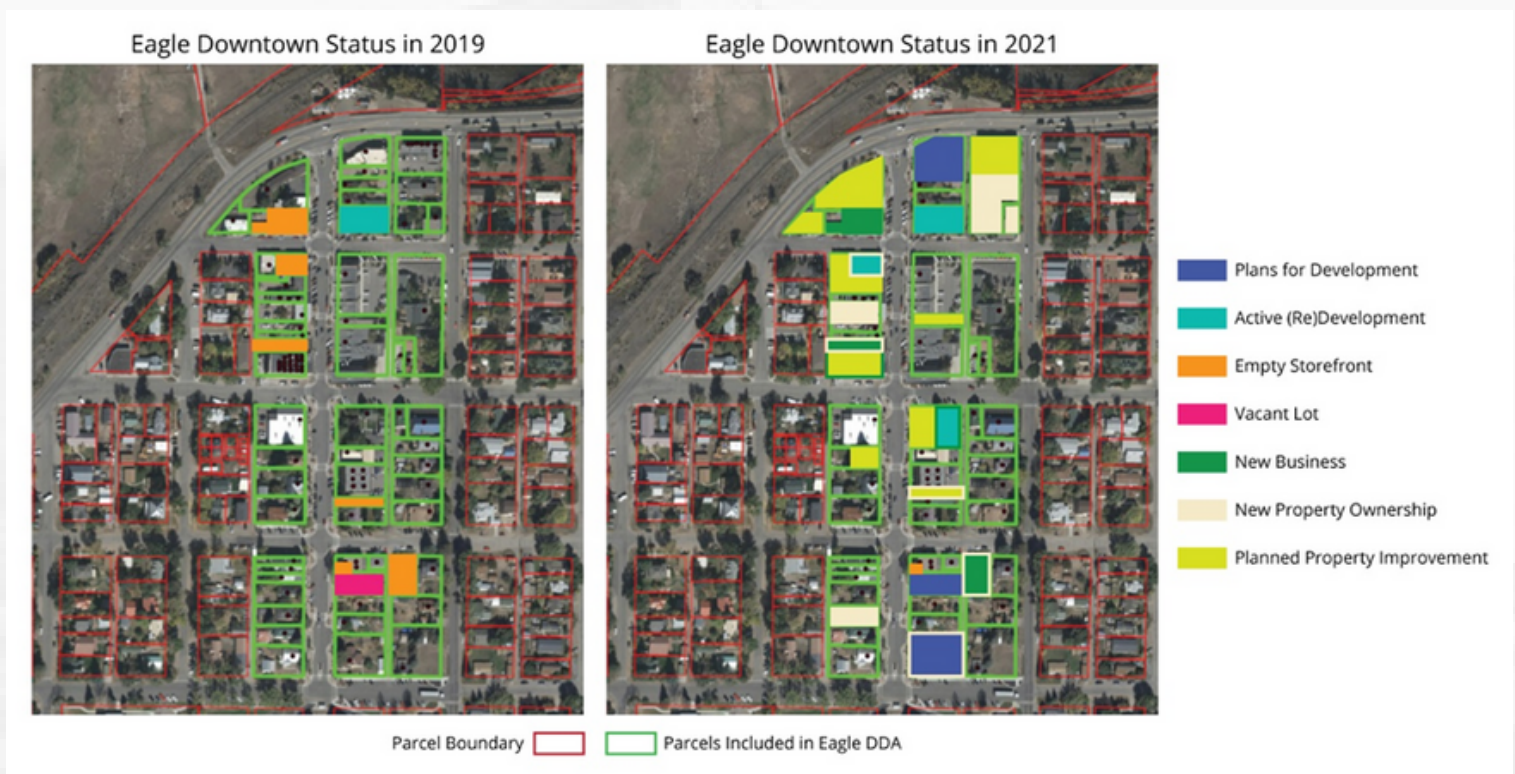 Eagle Downtown Status in 2019
Eagle Downtown Status in 2021
Plans for Development
Active (Re)Development
Empty Storefront
Vacant Lot
New Business
New Property Ownership
Planned Property Improvement
Parcel Boundary
Parcels Included in Eagle DDA